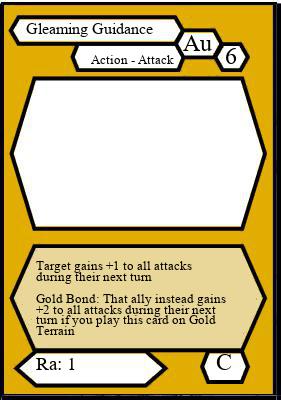 Gleaming Guidance
Au
6
Action - Attack
Target gains +1 to all attacks
during their next turn
Gold Bond: That ally instead gains
+2 to all attacks during their next
turn if you play this card on Gold
Terrain
Ra: 1
C